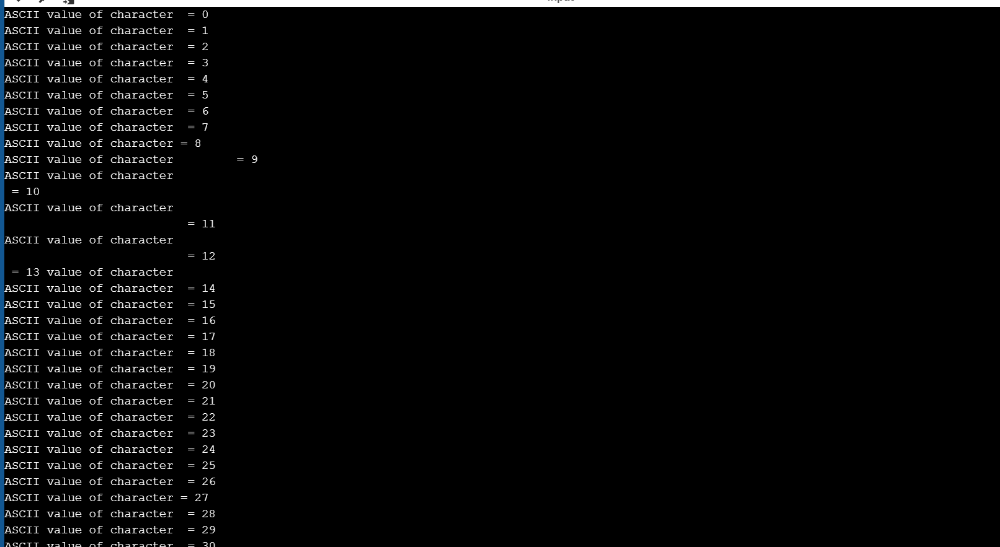 ASCII value of character  = 0
ASCII value of character  = 1
ASCII value of character  = 2
ASCII value of character  = 3
ASCII value of character  = 4
ASCII value of character  = 5
ASCII value of character  = 6
ASCII value of character  = 7
ASCII value of character = 8
ASCII value of character         = 9
ASCII value of character
 = 10
ASCII value of character
                          = 11
ASCII value of character
                          = 12
 = 13 value of character
ASCII value of character  = 14
ASCII value of character  = 15
ASCII value of character  = 16
ASCII value of character  = 17
ASCII value of character  = 18
ASCII value of character  = 19
ASCII value of character  = 20
ASCII value of character  = 21
ASCII value of character  = 22
ASCII value of character  = 23
ASCII value of character  = 24
ASCII value of character  = 25
ASCII value of character  = 26
ASCII value of character = 27
ASCII value of character  = 28
ASCII value of character  = 29
ASCII value of character  = 30